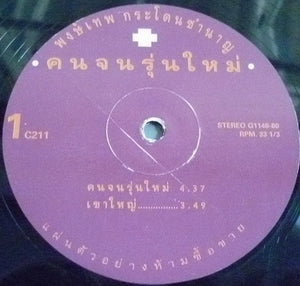 พงษ์เทพ กระโดนชำนาญ
• คนจนรุ่นใหม่ •
1
C211
STEREO G1149-80
RPM. 33 1/3
คนจนรุ่นใหม่ 4.37
เขาใหญ่................3.49
แผ่นตัวอย่างห้ามซื้อขาย